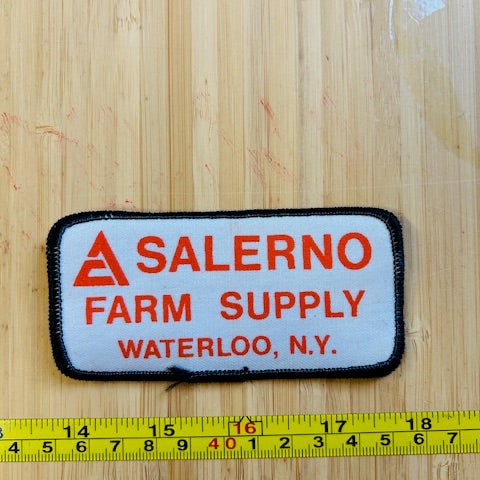 SALERNO
FARM SUPPLY
WATERLOO, N.Y.
14 15 16 17 18
4 5 6 7 8 9 40 1 2 3 4 5 6 7